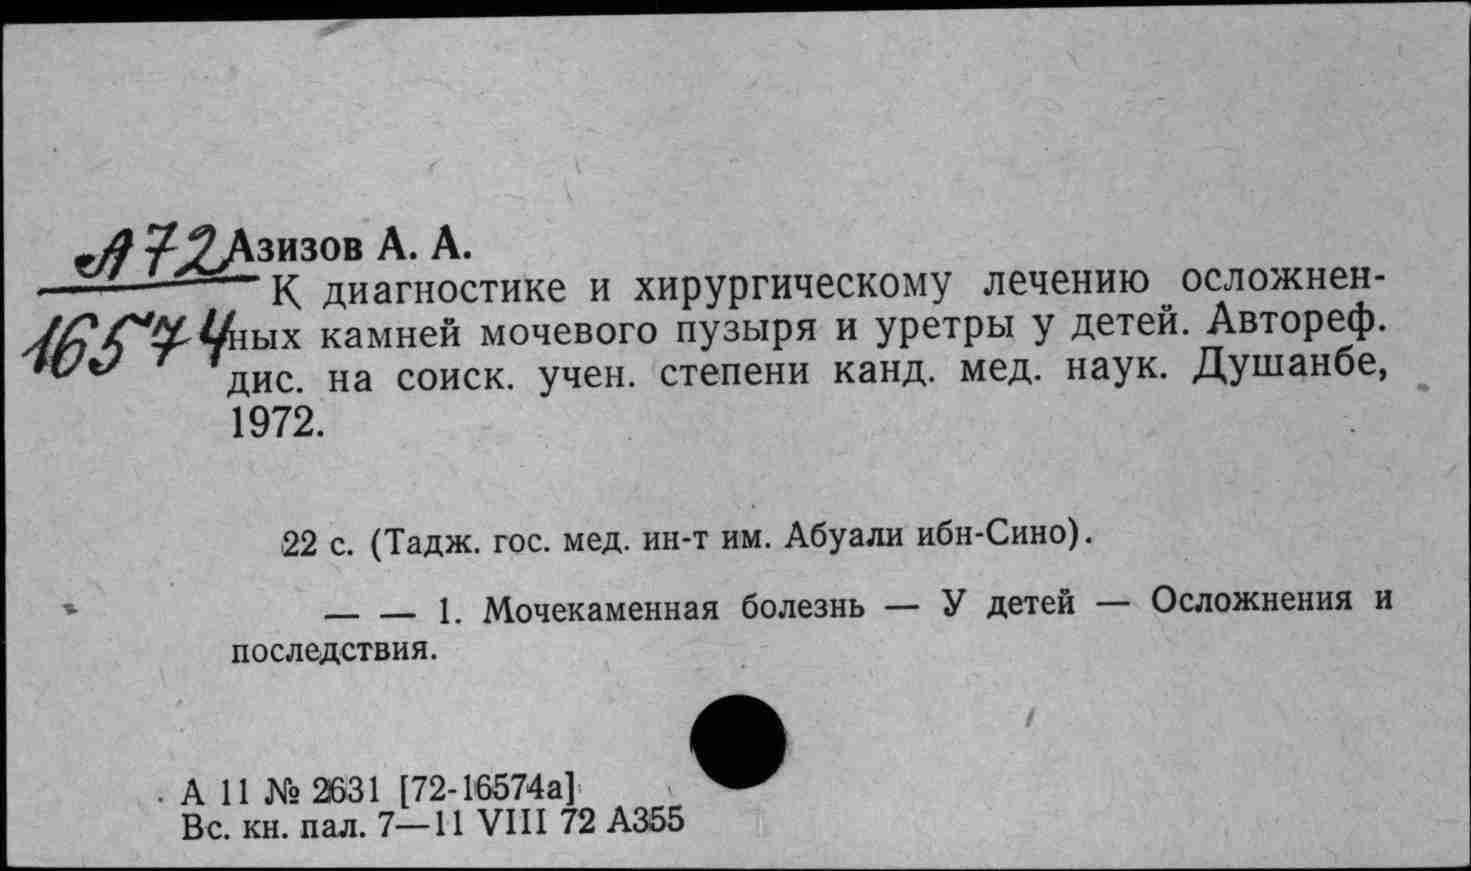 А72 Азизов А. А.
К диагностике и хирургическому лечению осложнен-
16574 ных камней мочевого пузыря и уретры у детей. Автореф.
дис. на соиск. учен. степени канд. мед. наук. Душанбе,
1972.
22 с. (Тадж. гос. мед. ин-т им. Абуали ибн-Сино).
— — 1. Мочекаменная болезнь — У детей — Осложнения и
последствия.
А 11 № 2631 [72-16574а]
Вс. кн. пал. 7—11 VIII 72 А355